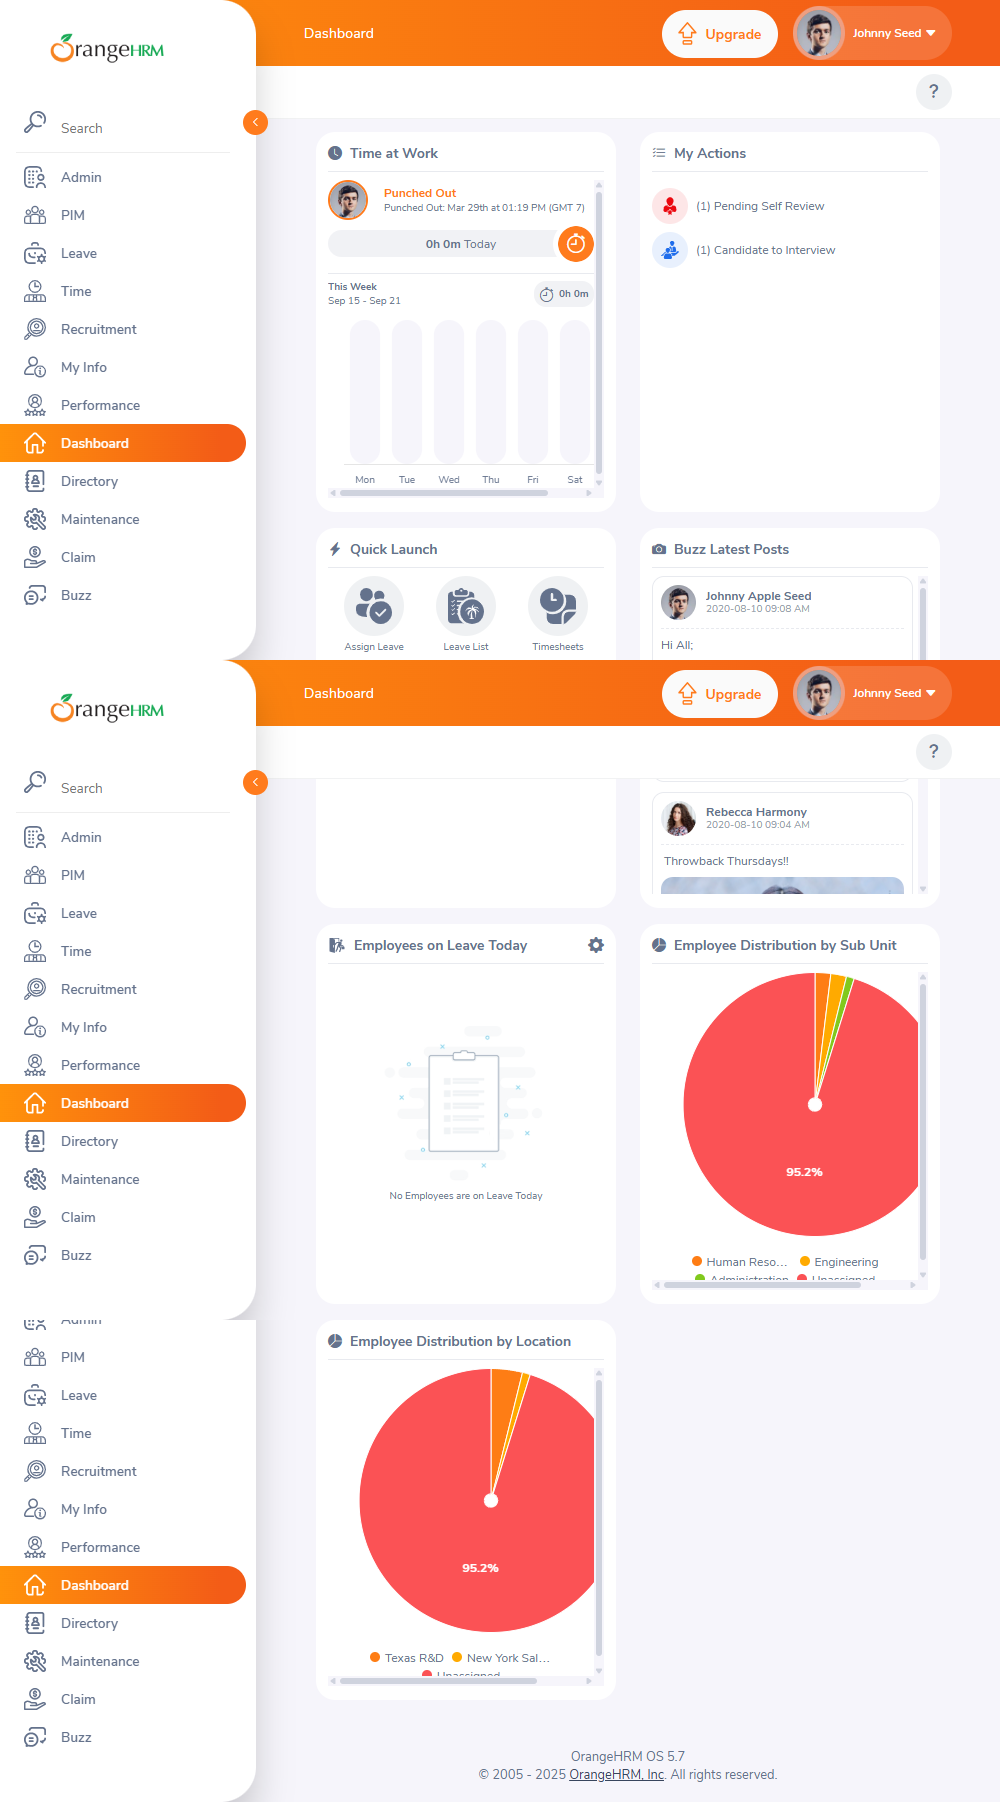 OrangeHRM
Dashboard
Upgrade
Johnny Seed
?
Search
Admin
PIM
Leave
Time
Recruitment
My Info
Performance
Dashboard
Directory
Maintenance
Claim
Buzz
Time at Work
Punched Out
Punched Out: Mar 29th at 01:19 PM (GMT 7)
0h 0m Today
This Week
Sep 15 - Sep 21
0h 0m
Mon Tue Wed Thu Fri Sat
My Actions
(1) Pending Self Review
(1) Candidate to Interview
Quick Launch
Assign Leave
Leave List
Timesheets
Buzz Latest Posts
Johnny Apple Seed
2020-08-10 09:08 AM
Hi All;
OrangeHRM
Dashboard
Upgrade
Johnny Seed
?
Search
Admin
PIM
Leave
Time
Recruitment
My Info
Performance
Dashboard
Directory
Maintenance
Claim
Buzz
Rebecca Harmony
2020-08-10 09:04 AM
Throwback Thursdays!!
Employees on Leave Today
No Employees are on Leave Today
Employee Distribution by Sub Unit
95.2%
Human Reso...
Engineering
Administration
Unassigned
Admin
PIM
Leave
Time
Recruitment
My Info
Performance
Dashboard
Directory
Maintenance
Claim
Buzz
Employee Distribution by Location
95.2%
Texas R&D
New York Sal...
Unassigned
OrangeHRM OS 5.7
© 2005 - 2025 OrangeHRM, Inc. All rights reserved.